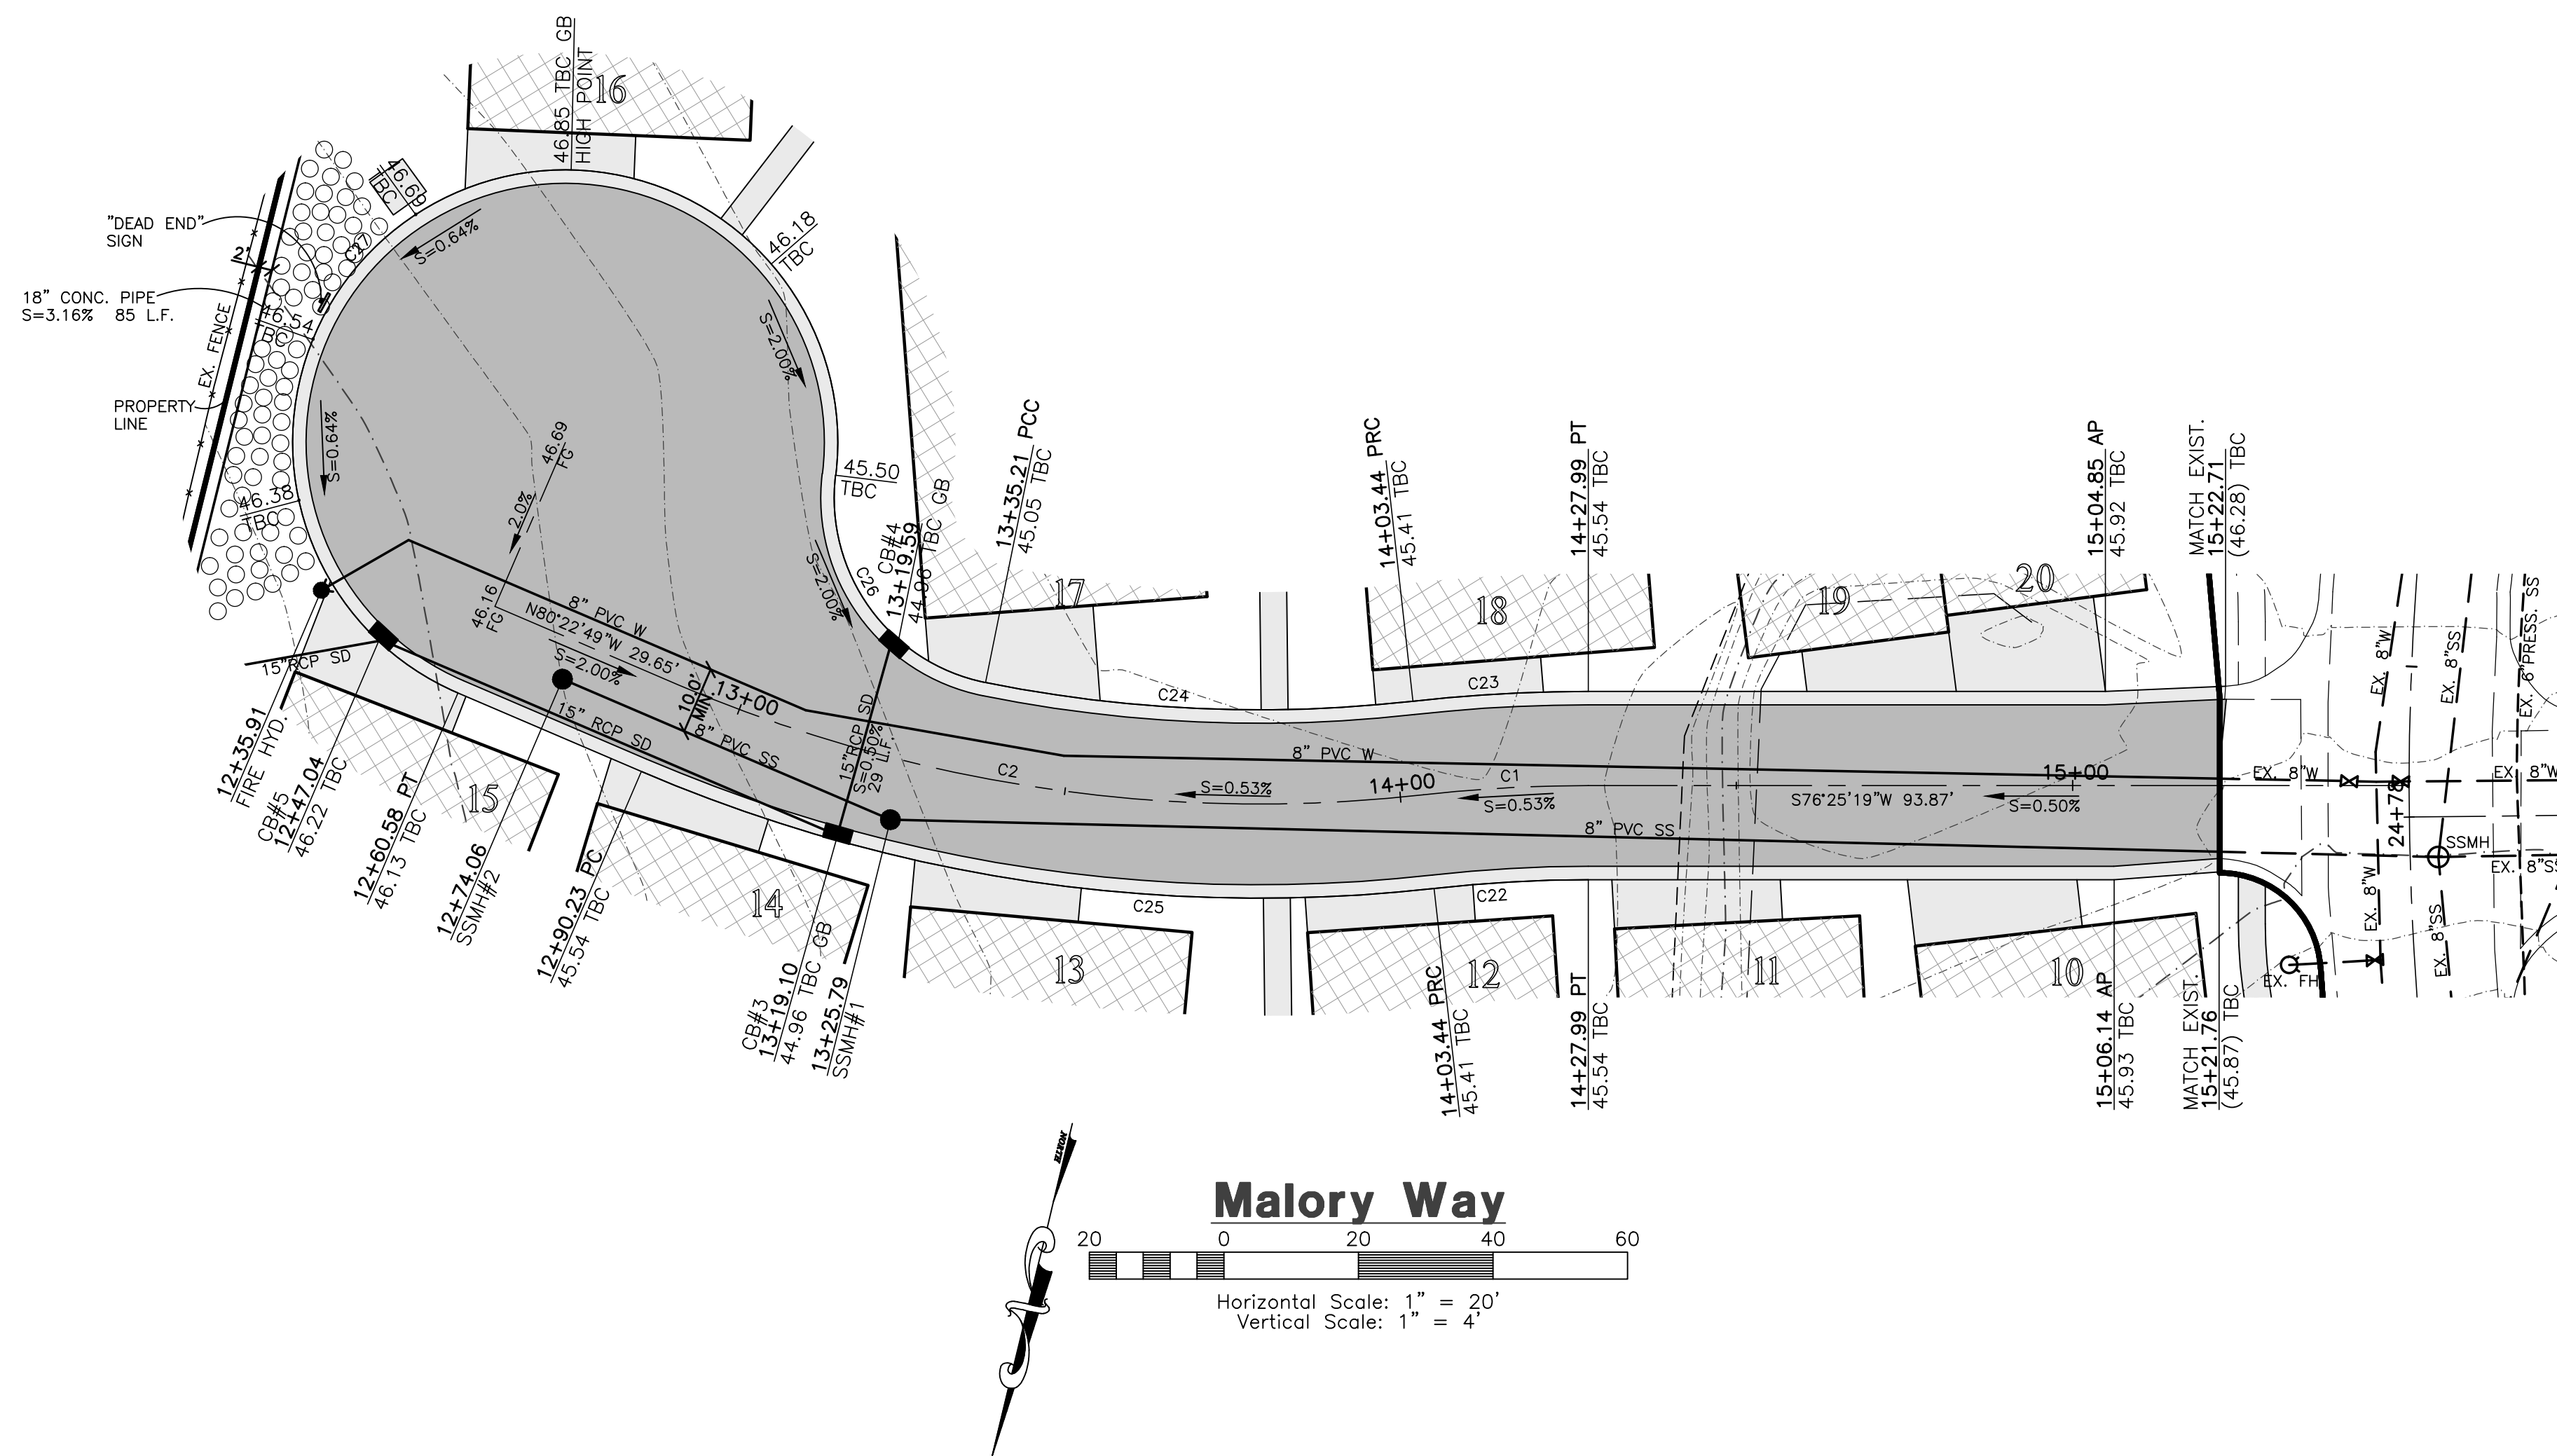 46.85 TBC GB
HIGH POINT
16
46.69
TBC
"DEAD END"
SIGN
C27
2'
18" CONC. PIPE
S=3.16% 85 L.F.
46.54
EX. FENCE
PROPERTY
LINE
S=0.64%
S=0.64%
46.18
TBC
S=2.00%
46.38
TBC
46.69
FG
2.0%
46.16
FG
45.50
TBC
S=2.00%
C26
CB#4
13+19.59
44.96 TBC GB
13+35.21 PCC
45.05 TBC
14+03.44 PRC
45.41 TBC
14+27.99 PT
45.54 TBC
15+04.85 AP
45.92 TBC
MATCH EXIST.
15+22.71
(46.28) TBC
17
18
19
20
8" PVC W
N80°22'49"W 29.65'
S=2.00%
15"RCP SD
10.0'
MIN.
13+00
15" RCP SD
8" PVC SS
15"RCP SD
S=0.50%
29 L.F.
C24
C23
C2
8" PVC W
S=0.53%
14+00
C1
S=0.53%
S76°25'19"W 93.87'
15+00
S=0.50%
8" PVC SS
EX. 8"W
EX. 8"W
EX. 8"SS
EX. 6"PRESS. SS
EX. 8"W
24+78
SSMH
EX. 8"SS
EX. 8"W
EX. 8"SS
EX. FH
12+35.91
FIRE HYD.
CB#5
12+47.04
46.22 TBC
12+60.58 PT
46.13 TBC
12+74.06
SSMH#2
12+90.23 PC
45.54 TBC
CB#3
13+19.10
44.96 TBC GB
13+25.79
SSMH#1
15
14
13
12
11
10
C25
C22
14+03.44 PRC
45.41 TBC
14+27.99 PT
45.54 TBC
15+06.14 AP
45.93 TBC
MATCH EXIST.
15+21.76
(45.87) TBC
NORTH
Malory Way
20 0 20 40 60
Horizontal Scale: 1" = 20'
Vertical Scale: 1" = 4'